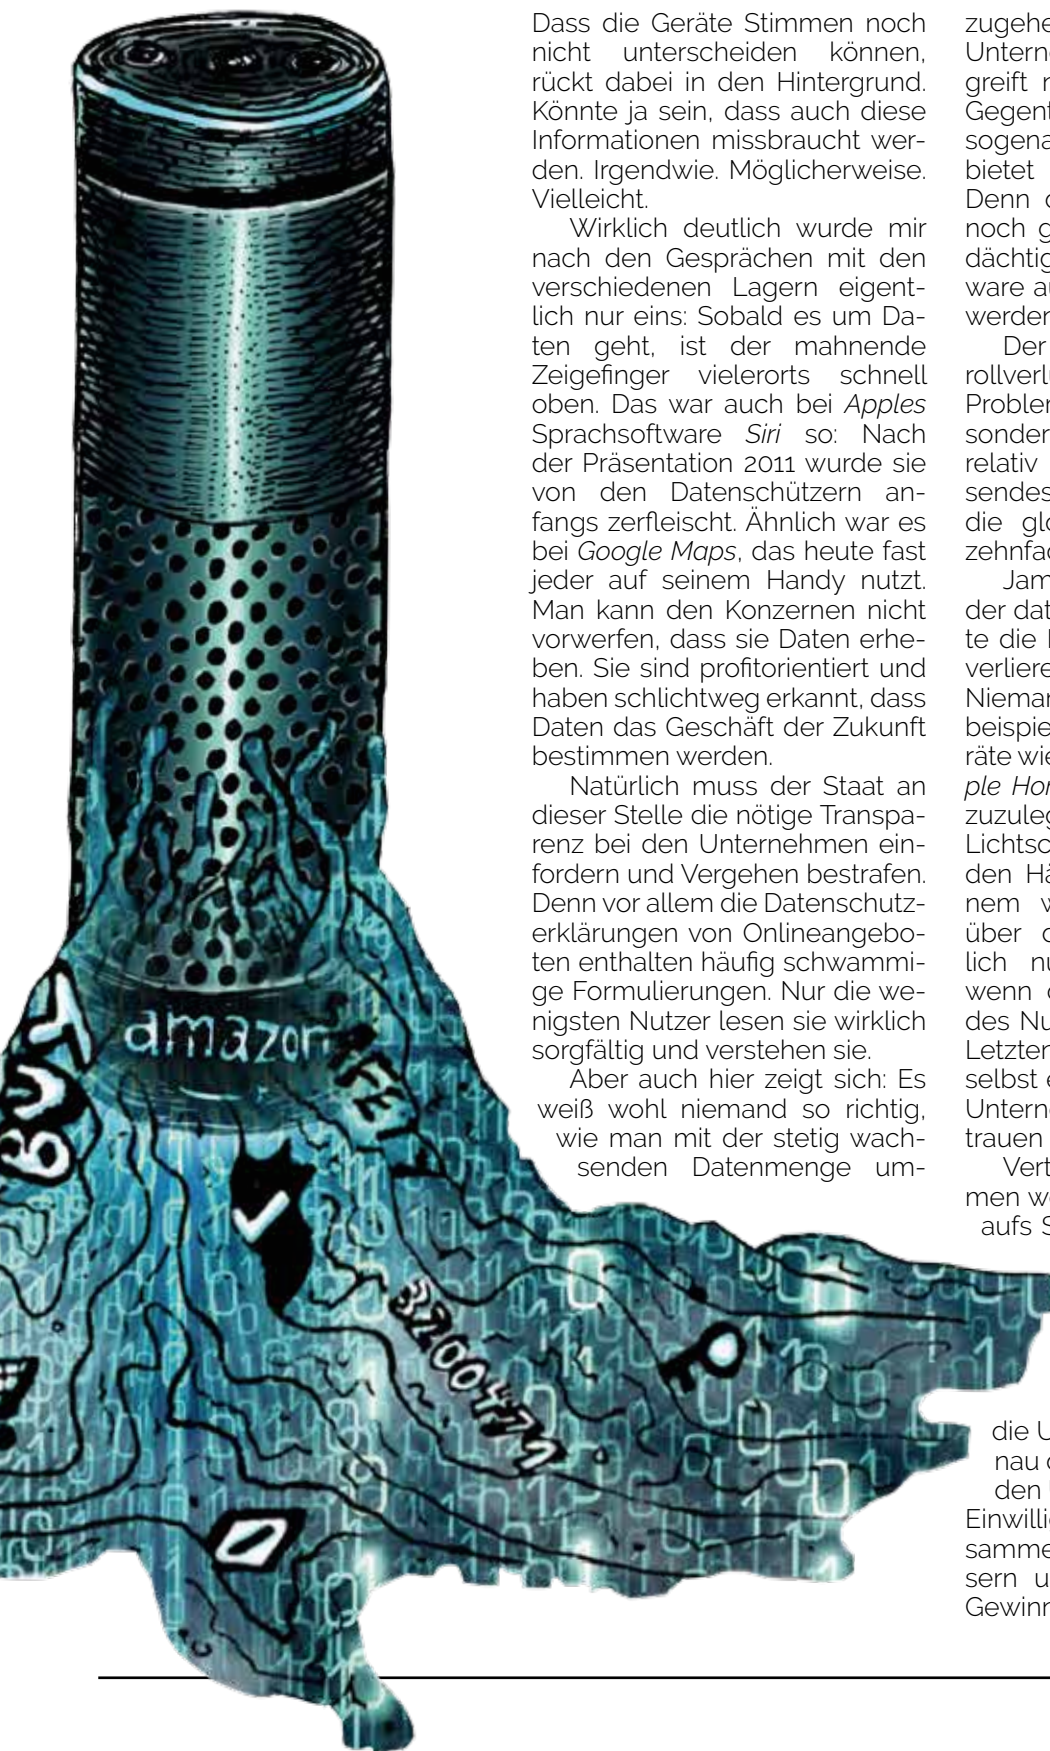 Dass die Geräte Stimmen noch
nicht unterscheiden können,
rückt dabei in den Hintergrund.
Könnte ja sein, dass auch diese
Informationen missbraucht wer-
den. Irgendwie. Möglicherweise.
Vielleicht.
Wirklich deutlich wurde mir
nach den Gesprächen mit den
verschiedenen Lagern eigent-
lich nur eins: Sobald es um Da-
ten geht, ist der mahnende
Zeigefinger vielerorts schnell
oben. Das war auch bei Apples
Sprachsoftware Siri so: Nach
der Präsentation 2011 wurde sie
von den Datenschützern an-
fangs zerfleischt. Ähnlich war es
bei Google Maps, das heute fast
jeder auf seinem Handy nutzt.
Man kann den Konzernen nicht
vorwerfen, dass sie Daten erhe-
ben. Sie sind profitorientiert und
haben schlichtweg erkannt, dass
Daten das Geschäft der Zukunft
bestimmen werden.
Natürlich muss der Staat an
dieser Stelle die nötige Transpa-
renz bei den Unternehmen ein-
fordern und Vergehen bestrafen.
Denn vor allem die Datenschutz-
erklärungen von Onlineangebo-
ten enthalten häufig schwammi-
ge Formulierungen. Nur die we-
nigsten Nutzer lesen sie wirklich
sorgfältig und verstehen sie.
Aber auch hier zeigt sich: Es
weiß wohl niemand so richtig,
wie man mit der stetig wach-
senden Datenmenge um-
zugehe
Unterne
greift
Gegen
sogena
bietet
Denn
noch g
dächtig
ware au
werden
Der
rollverlu
Problem
sonder
relativ
sendes
die glo
zehnfac
Jam
der dat
te die
verliere
Nieman
beispie
räte wie
ple Hom
zuzuleg
Lichtsc
den Hä
nem w
über
lich nu
wenn
des Nu
Letzten
selbst e
Unterne
trauen
Vert
men we
aufs S
die U
nau
den
Einwillig
samme
sern u
Gewinn
amazon
BUY